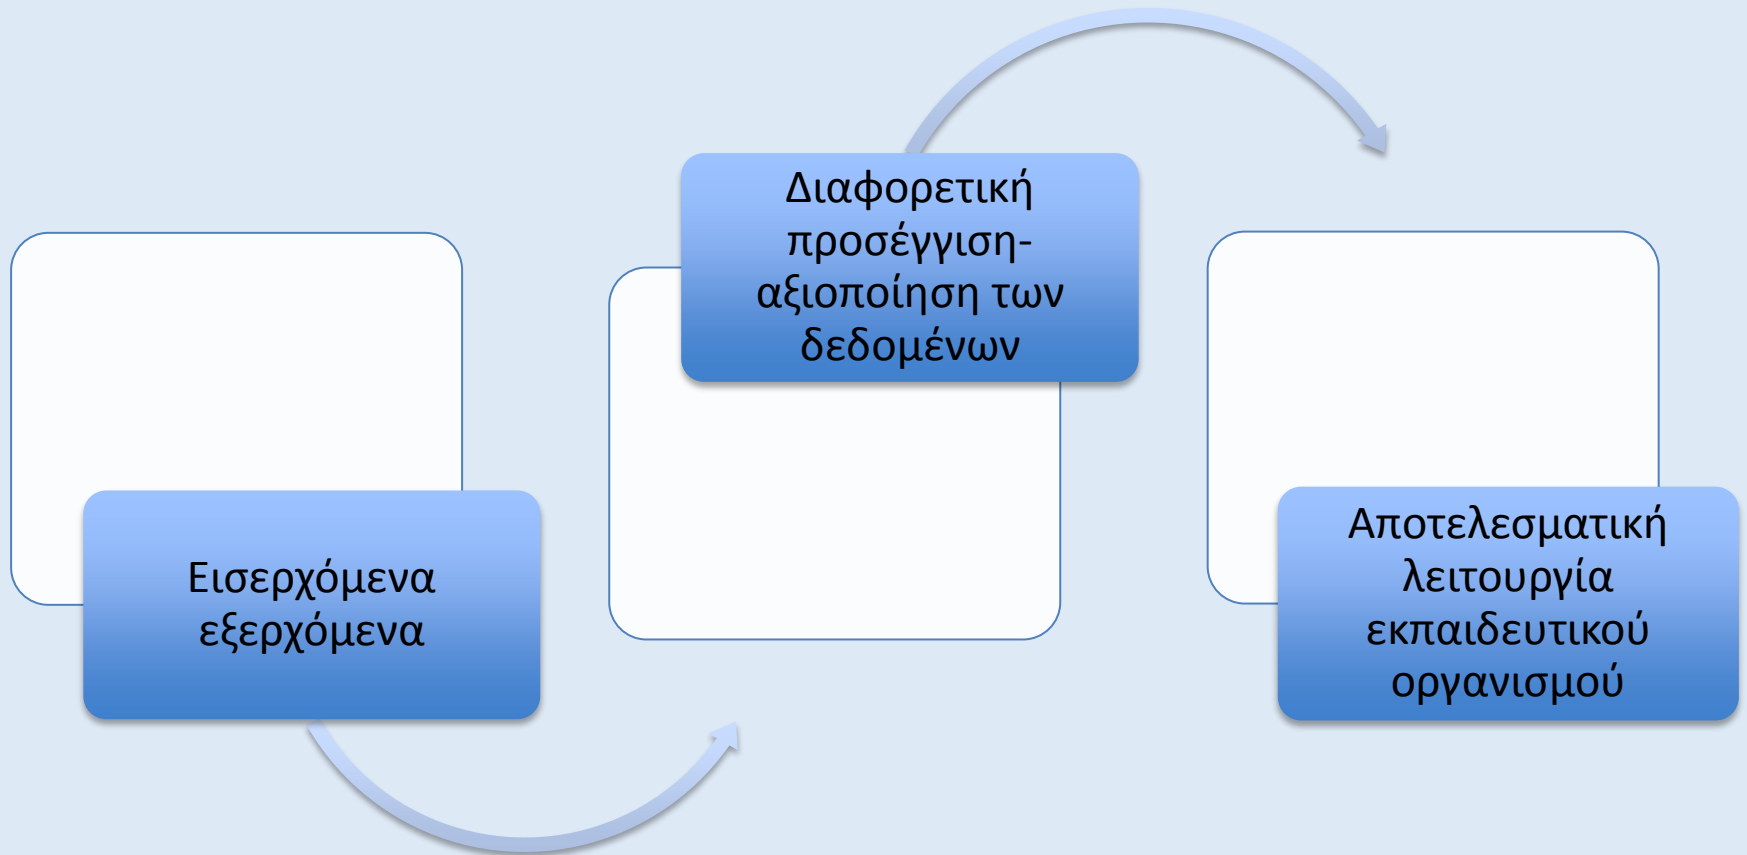 Εισερχόμενα
εξερχόμενα
Διαφορετική
προσέγγιση-
αξιοποίηση των
δεδομένων
Αποτελεσματική
λειτουργία
εκπαιδευτικού
οργανισμού